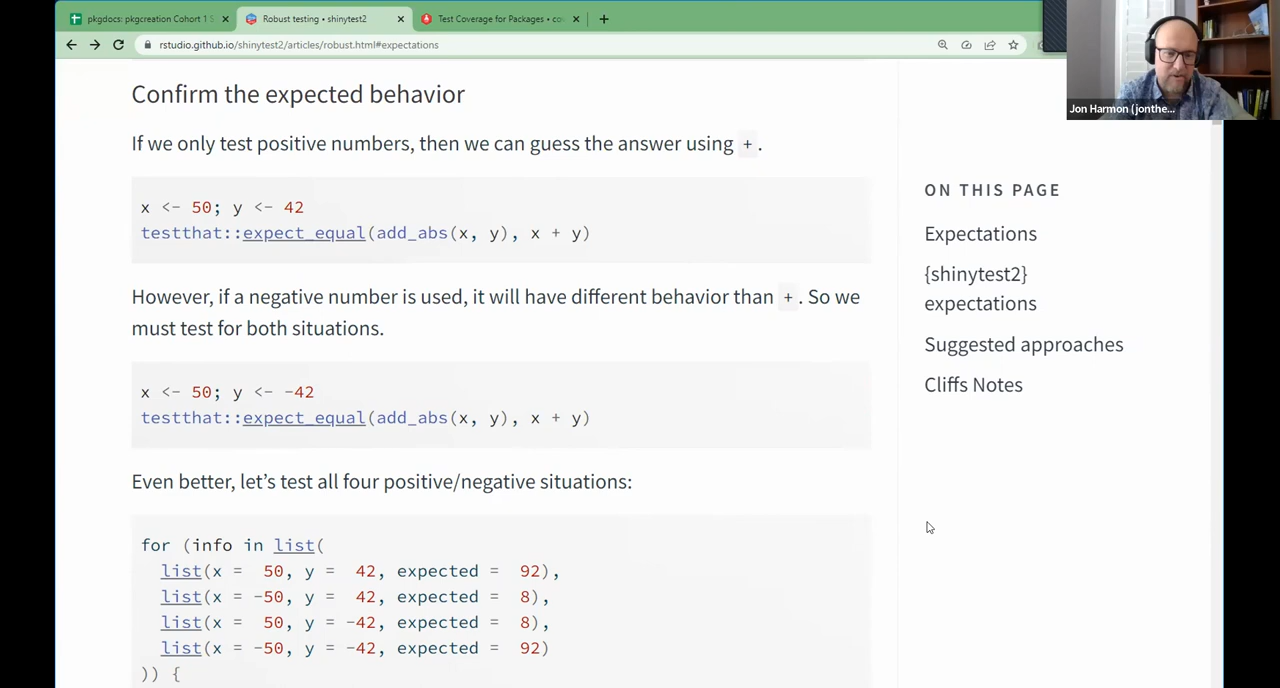 pkgdocs: pkgcreation Cohort 1 S
Robust testing • shinytest2
Test Coverage for Packages • co
rstudio.github.io/shinytest2/articles/robust.html#expectations
Jon Harmon (jonthe...
Confirm the expected behavior
If we only test positive numbers, then we can guess the answer using + .
x <- 50; y <- 42
testthat::expect_equal(add_abs(x, y), x + y)
However, if a negative number is used, it will have different behavior than + . So we
must test for both situations.
x <- 50; y <- -42
testthat::expect_equal(add_abs(x, y), x + y)
Even better, let's test all four positive/negative situations:
for (info in list(
list(x = 50, y = 42, expected = 92),
list(x = -50, y = 42, expected = 8),
list(x = 50, y = -42, expected = 8),
list(x = -50, y = -42, expected = 92)
)) {
ON THIS PAGE
Expectations
{shinytest2}
expectations
Suggested approaches
Cliffs Notes